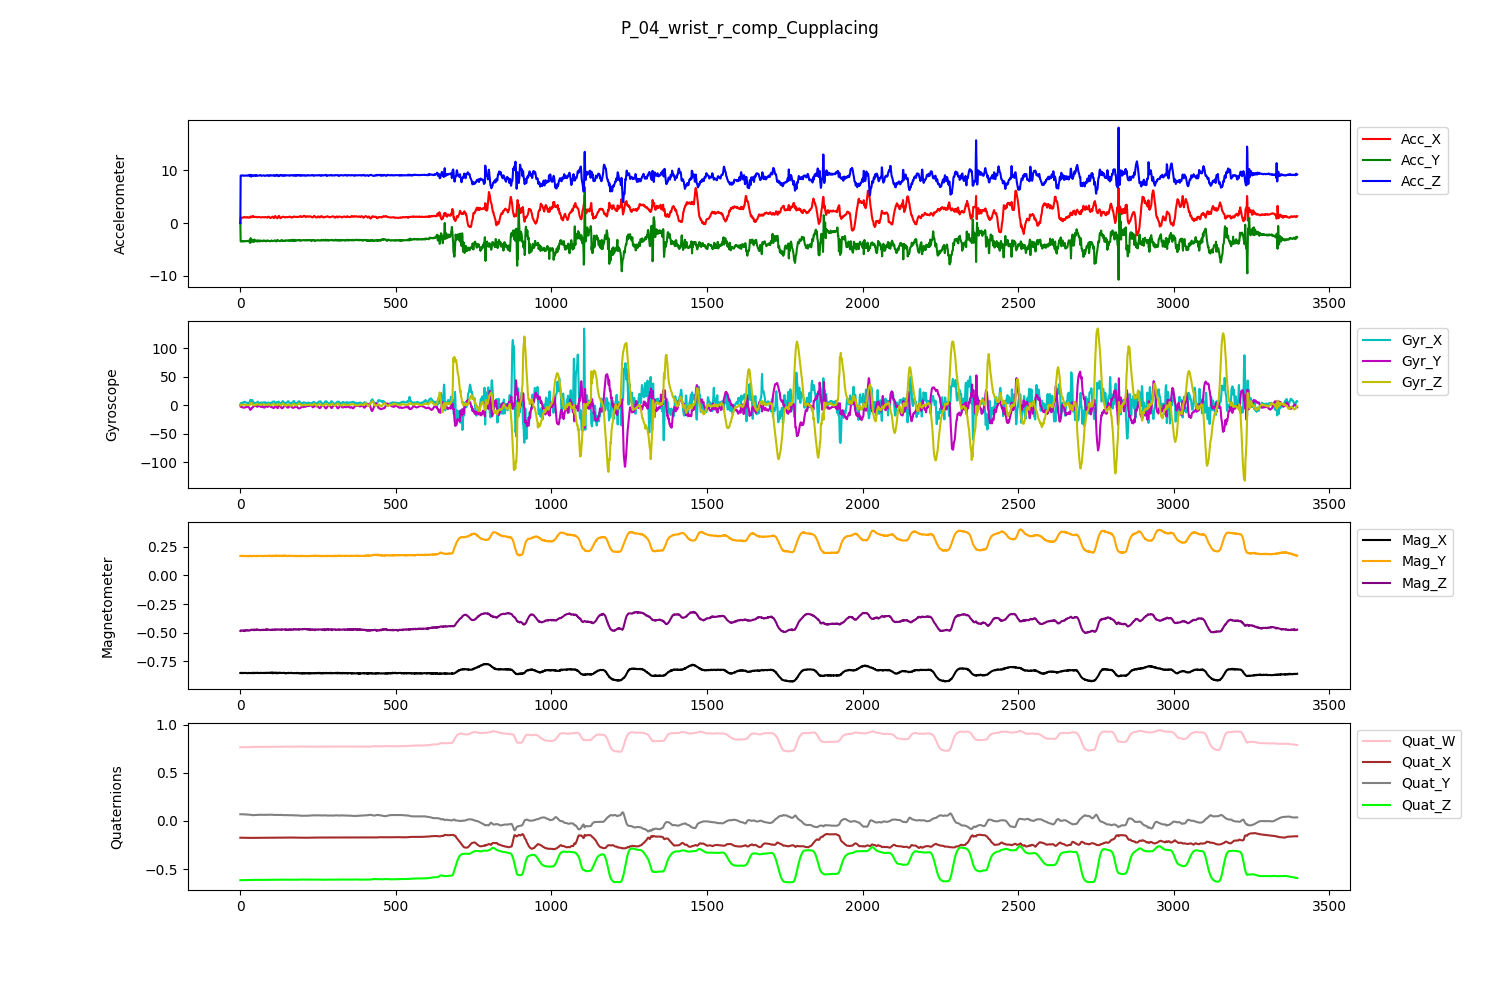 P_04_wrist_r_comp_Cupplacing
Accelerometer
10
0
−10
0 500 1000 1500 2000 2500 3000 3500
Acc_X
Acc_Y
Acc_Z
Gyroscope
100
50
0
−50
−100
0 500 1000 1500 2000 2500 3000 3500
Gyr_X
Gyr_Y
Gyr_Z
Magnetometer
0.25
0.00
−0.25
−0.50
−0.75
0 500 1000 1500 2000 2500 3000 3500
Mag_X
Mag_Y
Mag_Z
Quaternions
1.0
0.5
0.0
−0.5
0 500 1000 1500 2000 2500 3000 3500
Quat_W
Quat_X
Quat_Y
Quat_Z